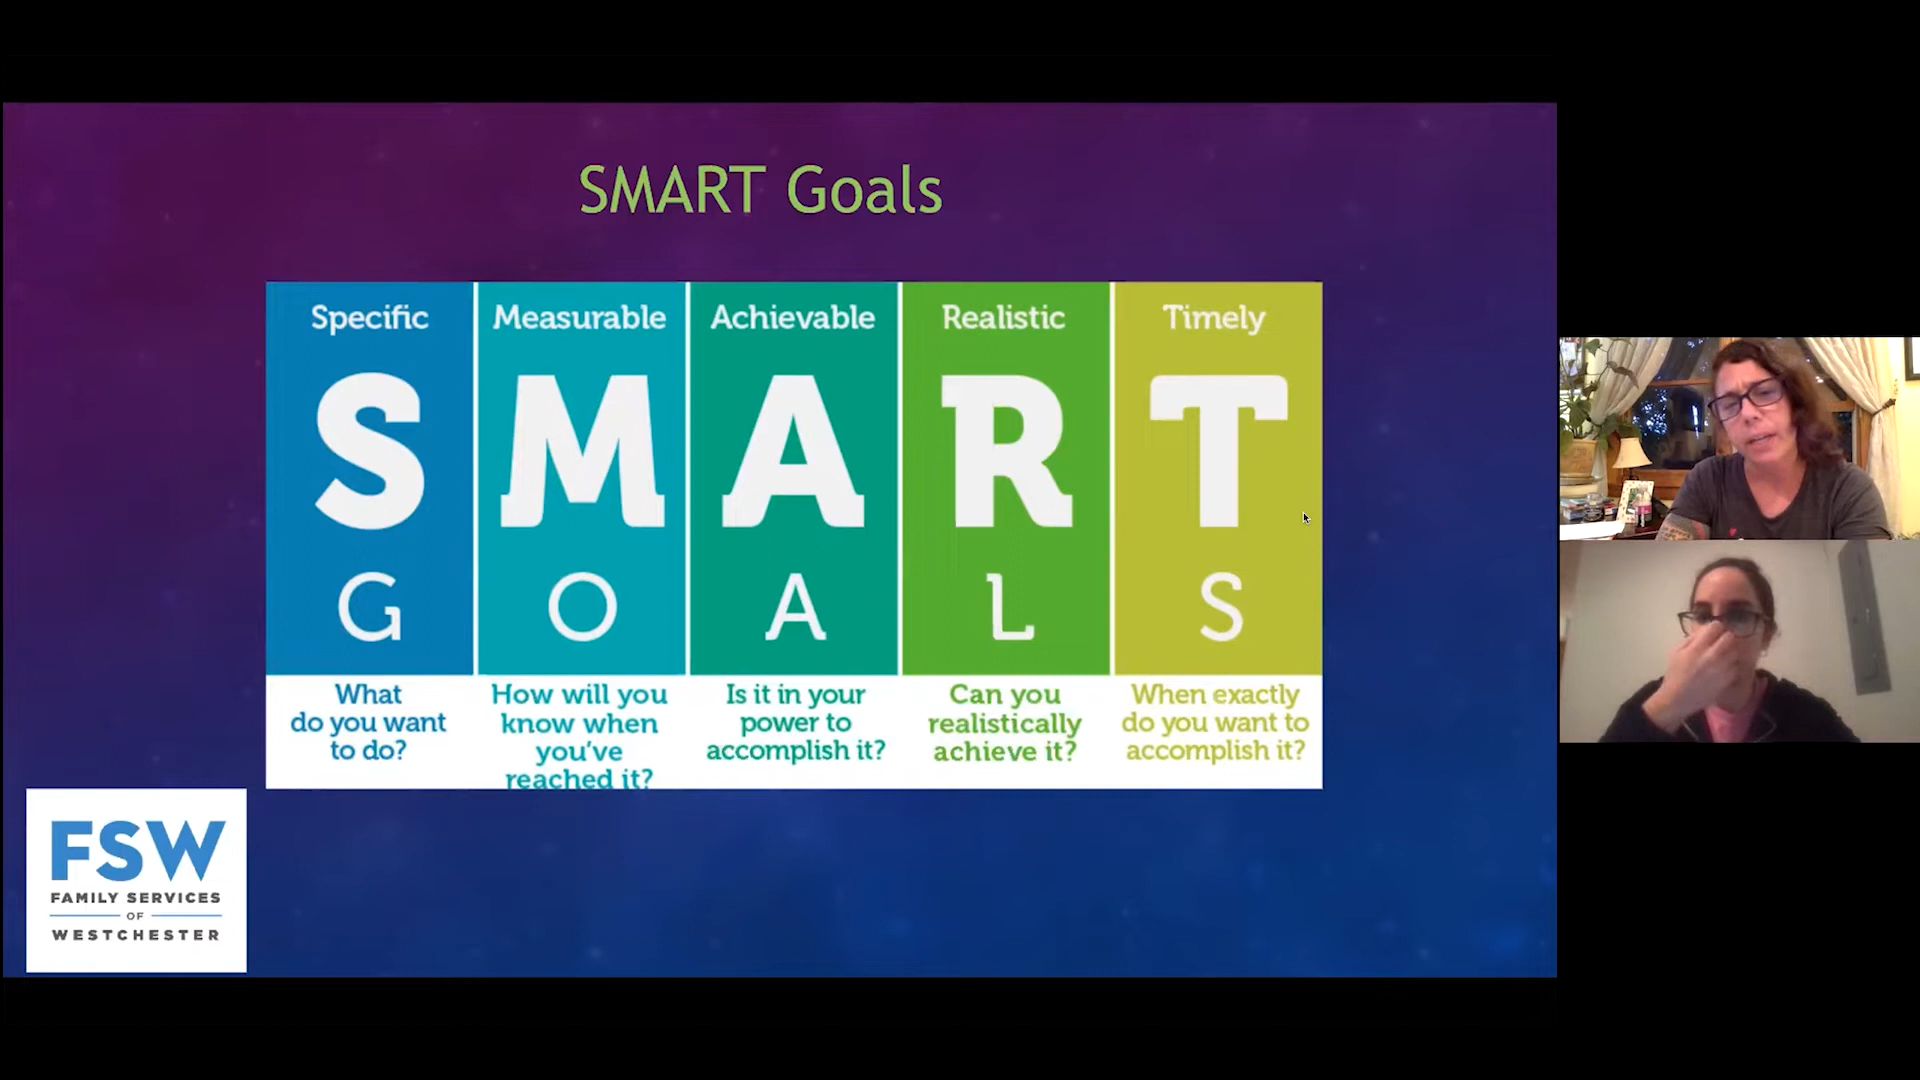 SMART Goals
Specific
Measurable
Achievable
Realistic
Timely
S
M
A
R
T
G
O
A
L
S
What
do you want
to do?
How will you
know when
you've
reached it?
Is it in your
power to
accomplish it?
Can you
realistically
achieve it?
When exactly
do you want to
accomplish it?
FSW
FAMILY SERVICES
OF
WESTCHESTER